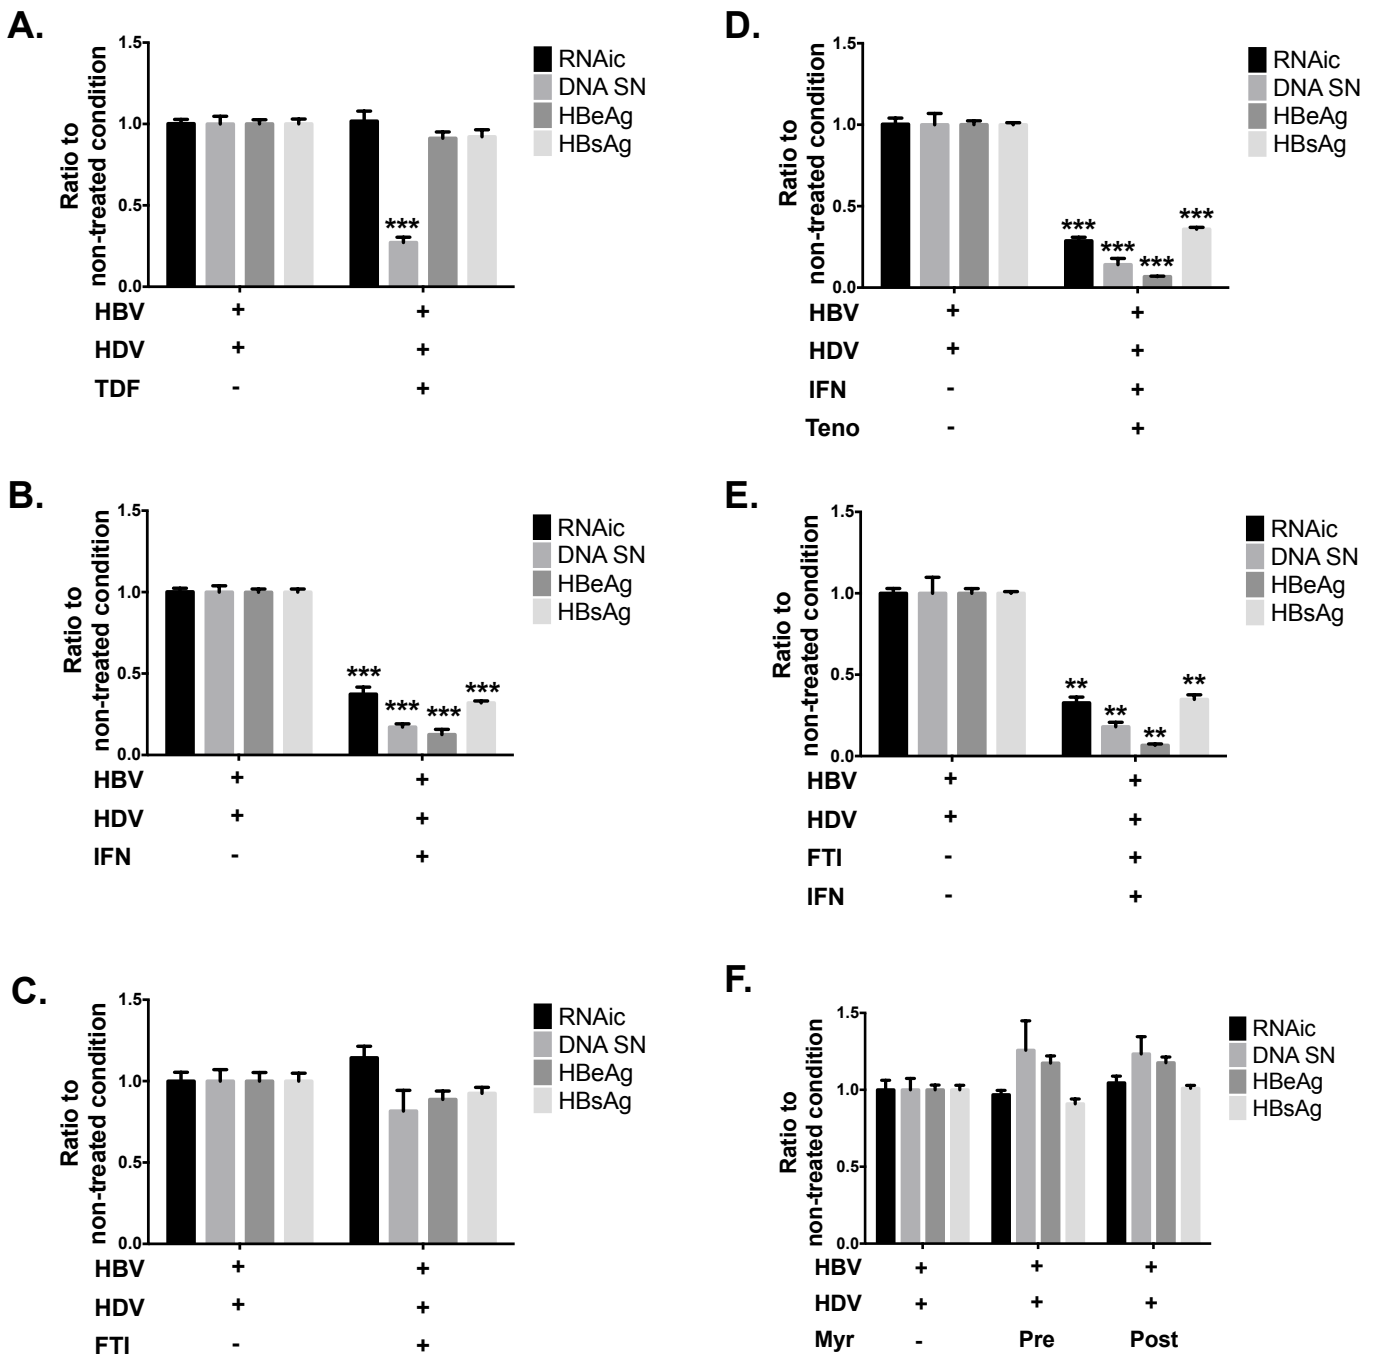 A.
Ratio to
non-treated condition
1.5
1.0
0.5
0.0
***
RNAic
DNA SN
HBeAg
HBsAg
HBV + +
HDV + +
TDF - +
B.
Ratio to
non-treated condition
1.5
1.0
0.5
0.0
*** *** *** ***
RNAic
DNA SN
HBeAg
HBsAg
HBV + +
HDV + +
IFN - +
C.
Ratio to
non-treated condition
1.5
1.0
0.5
0.0
RNAic
DNA SN
HBeAg
HBsAg
HBV + +
HDV + +
FTI - +
D.
Ratio to
non-treated condition
1.5
1.0
0.5
0.0
*** *** *** ***
RNAic
DNA SN
HBeAg
HBsAg
HBV + +
HDV + +
IFN - +
Teno - +
E.
Ratio to
non-treated condition
1.5
1.0
0.5
0.0
** ** ** **
RNAic
DNA SN
HBeAg
HBsAg
HBV + +
HDV + +
FTI - +
IFN - +
F.
Ratio to
non-treated condition
1.5
1.0
0.5
0.0
RNAic
DNA SN
HBeAg
HBsAg
HBV + + +
HDV + + +
Myr - Pre Post